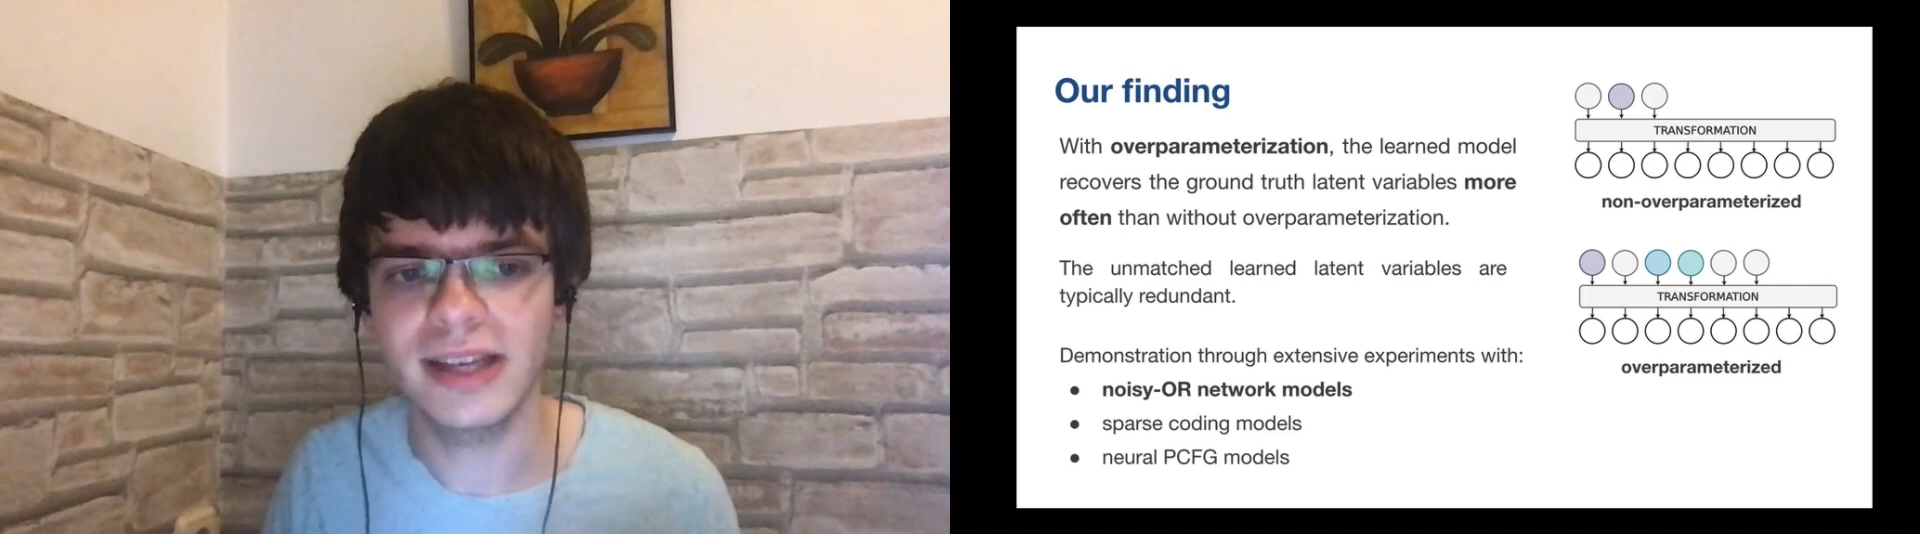 Our finding
With overparameterization, the learned model
recovers the ground truth latent variables more
often than without overparameterization.
The unmatched learned latent variables are
typically redundant.
Demonstration through extensive experiments with:
● noisy-OR network models
● sparse coding models
● neural PCFG models
TRANSFORMATION
non-overparameterized
TRANSFORMATION
overparameterized